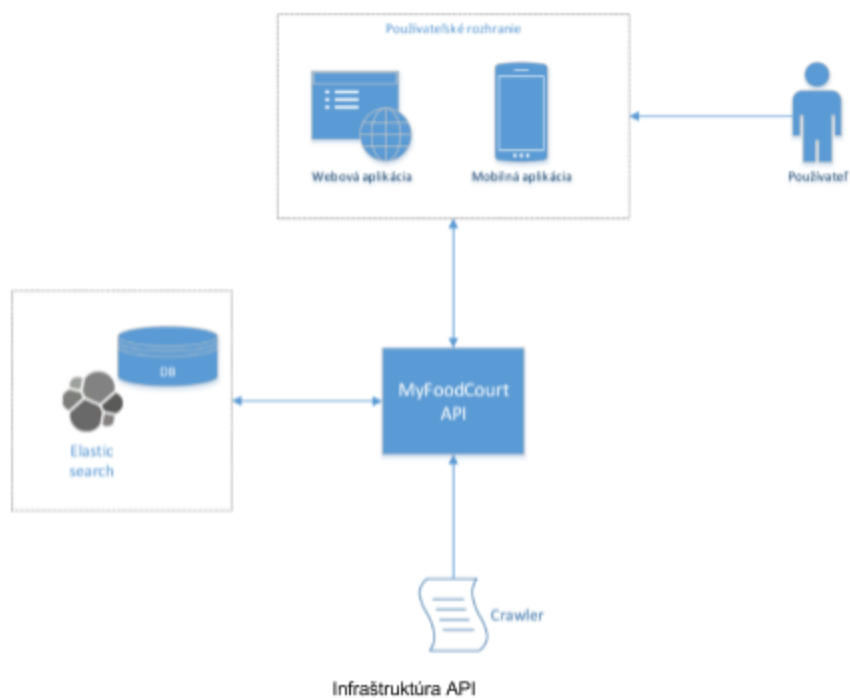 Používateľské rozhranie
Webová aplikácia
Mobilná aplikácia
Používateľ
DB
Elastic
search
MyFoodCourt
API
Crawler
Infraštruktúra API